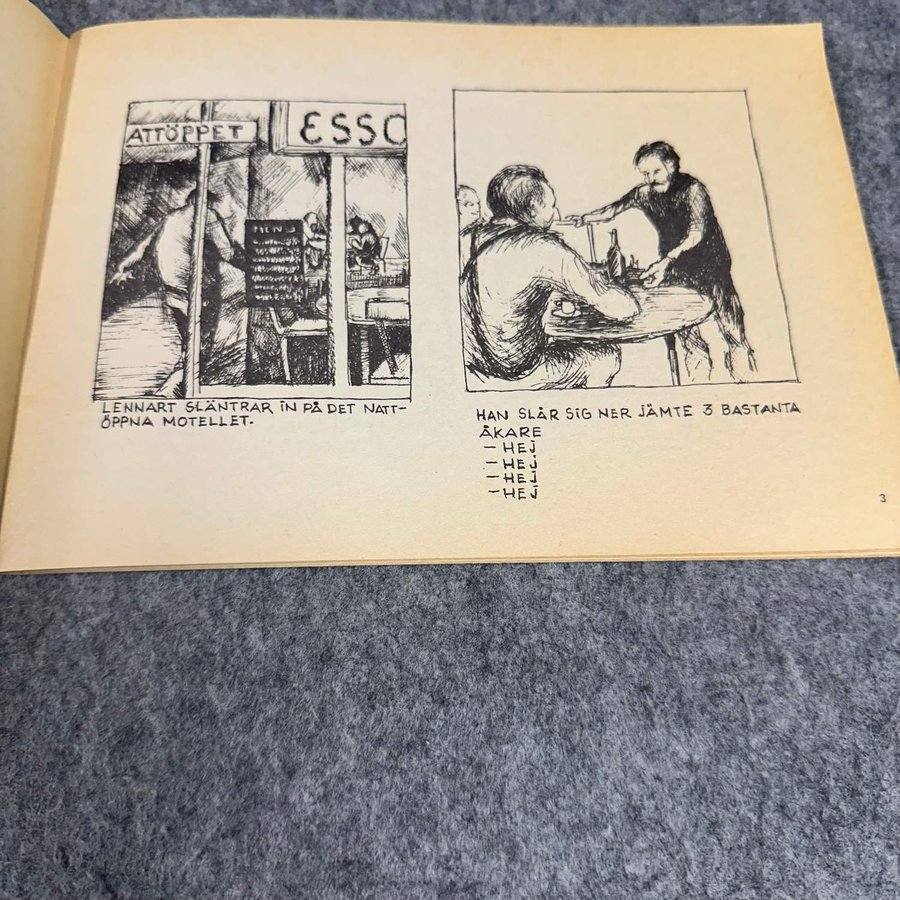 ATTÖPPET
ESSO
MENU
LENNART SLÄNTRAR IN PÅ DET NATT-
ÖPPNA MOTELLET.
HAN SLÅR SIG NER JÄMTE 3 BASTANTA
ÅKARE
– HEJ
– HEJ
– HEJ
– HEJ
3